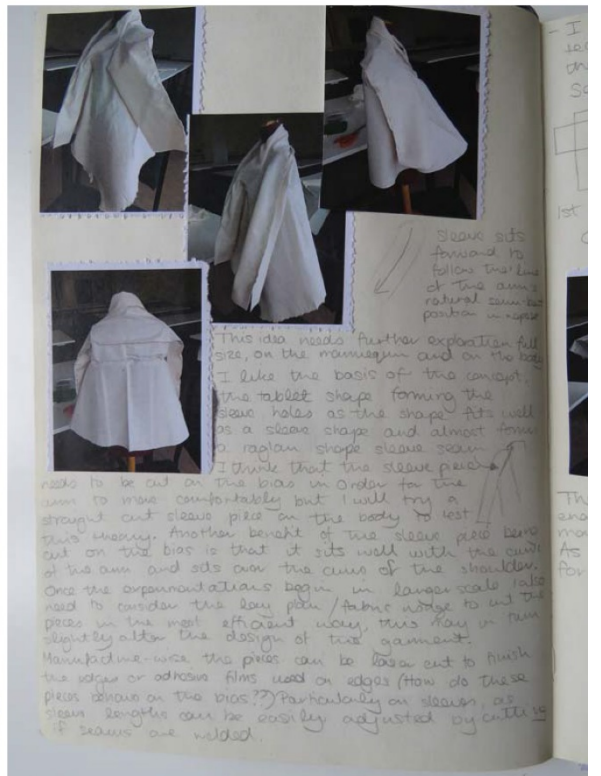 - I
Sleeve sits
forward to
follow the line
of the arms
natural semi-bent
position in repose
1st
This idea needs further exploration full
size, on the mannequin and on the body
I like the basis of the concept,
the tablet shape forming the
sleeve holes as the shape fits well
as a sleeve shape and almost forms
a raglan shape sleeve seam
I think that the sleeve piece
needs to be cut on the bias in order for the
arm to move comfortably but I will try a
straight cut sleeve piece on the body to test
this theory. Another benefit of the sleeve piece being
cut on the bias is that it sits well with the curve
of the arm and sits over the curve of the shoulder.
Once the experimentations begin in larger scale I also
need to consider the lay plan / fabric to cut the
pieces in the most efficient way, this may in turn
slightly alter the design of the garment.
Manufacture-wise the pieces can be laser cut to finish
the edges or adhesive films used on edges (How do these
pieces behave on the bias??) Particularly on sleeves, as
sleeve lengths can be easily adjusted by cutting
if seams are welded.
Th
ena
As
for